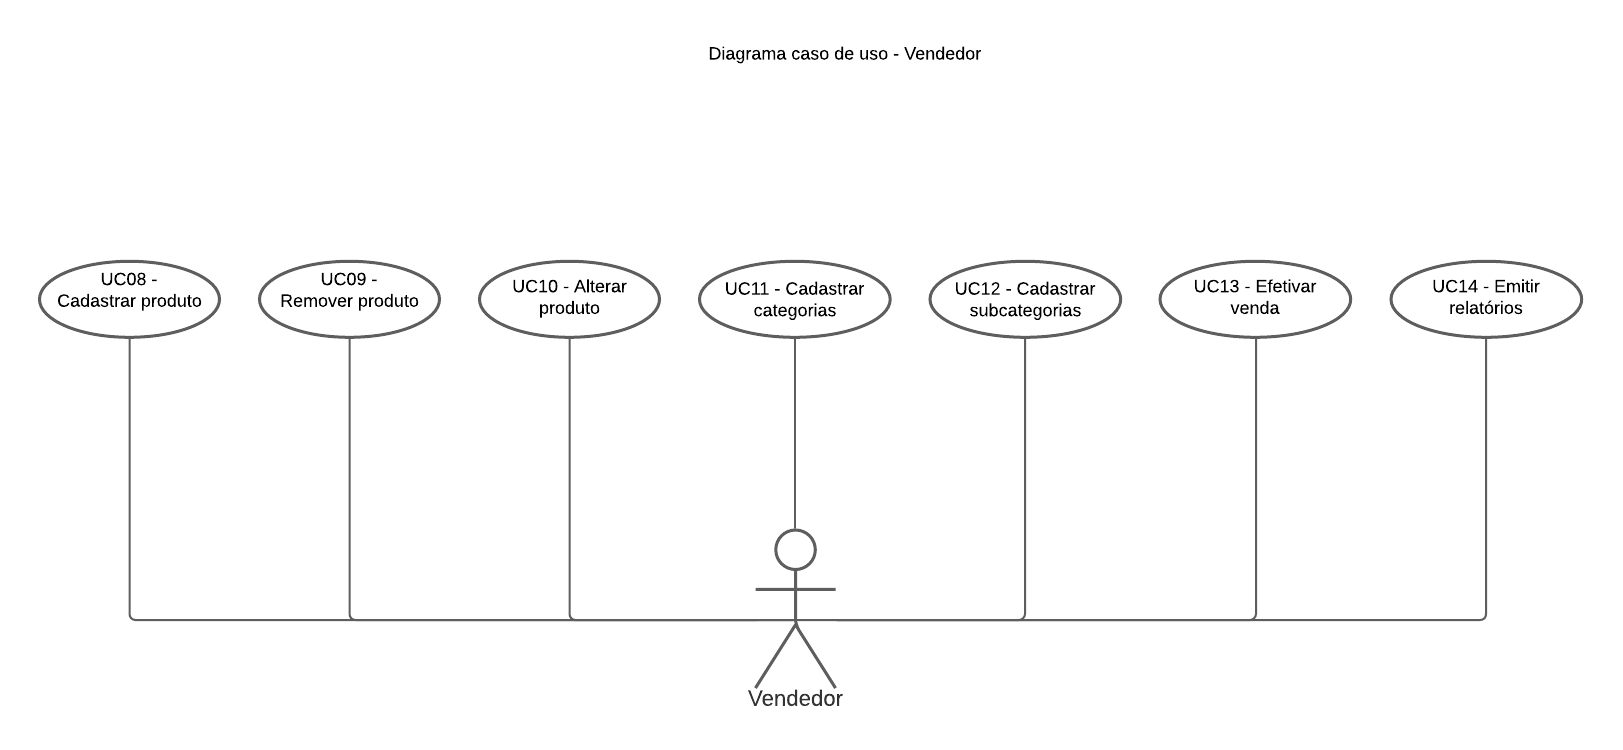 Diagrama caso de uso - Vendedor
UC08 -
Cadastrar produto
UC09 -
Remover produto
UC10 - Alterar
produto
UC11 - Cadastrar
categorias
UC12 - Cadastrar
subcategorias
UC13 - Efetivar
venda
UC14 - Emitir
relatórios
Vendedor